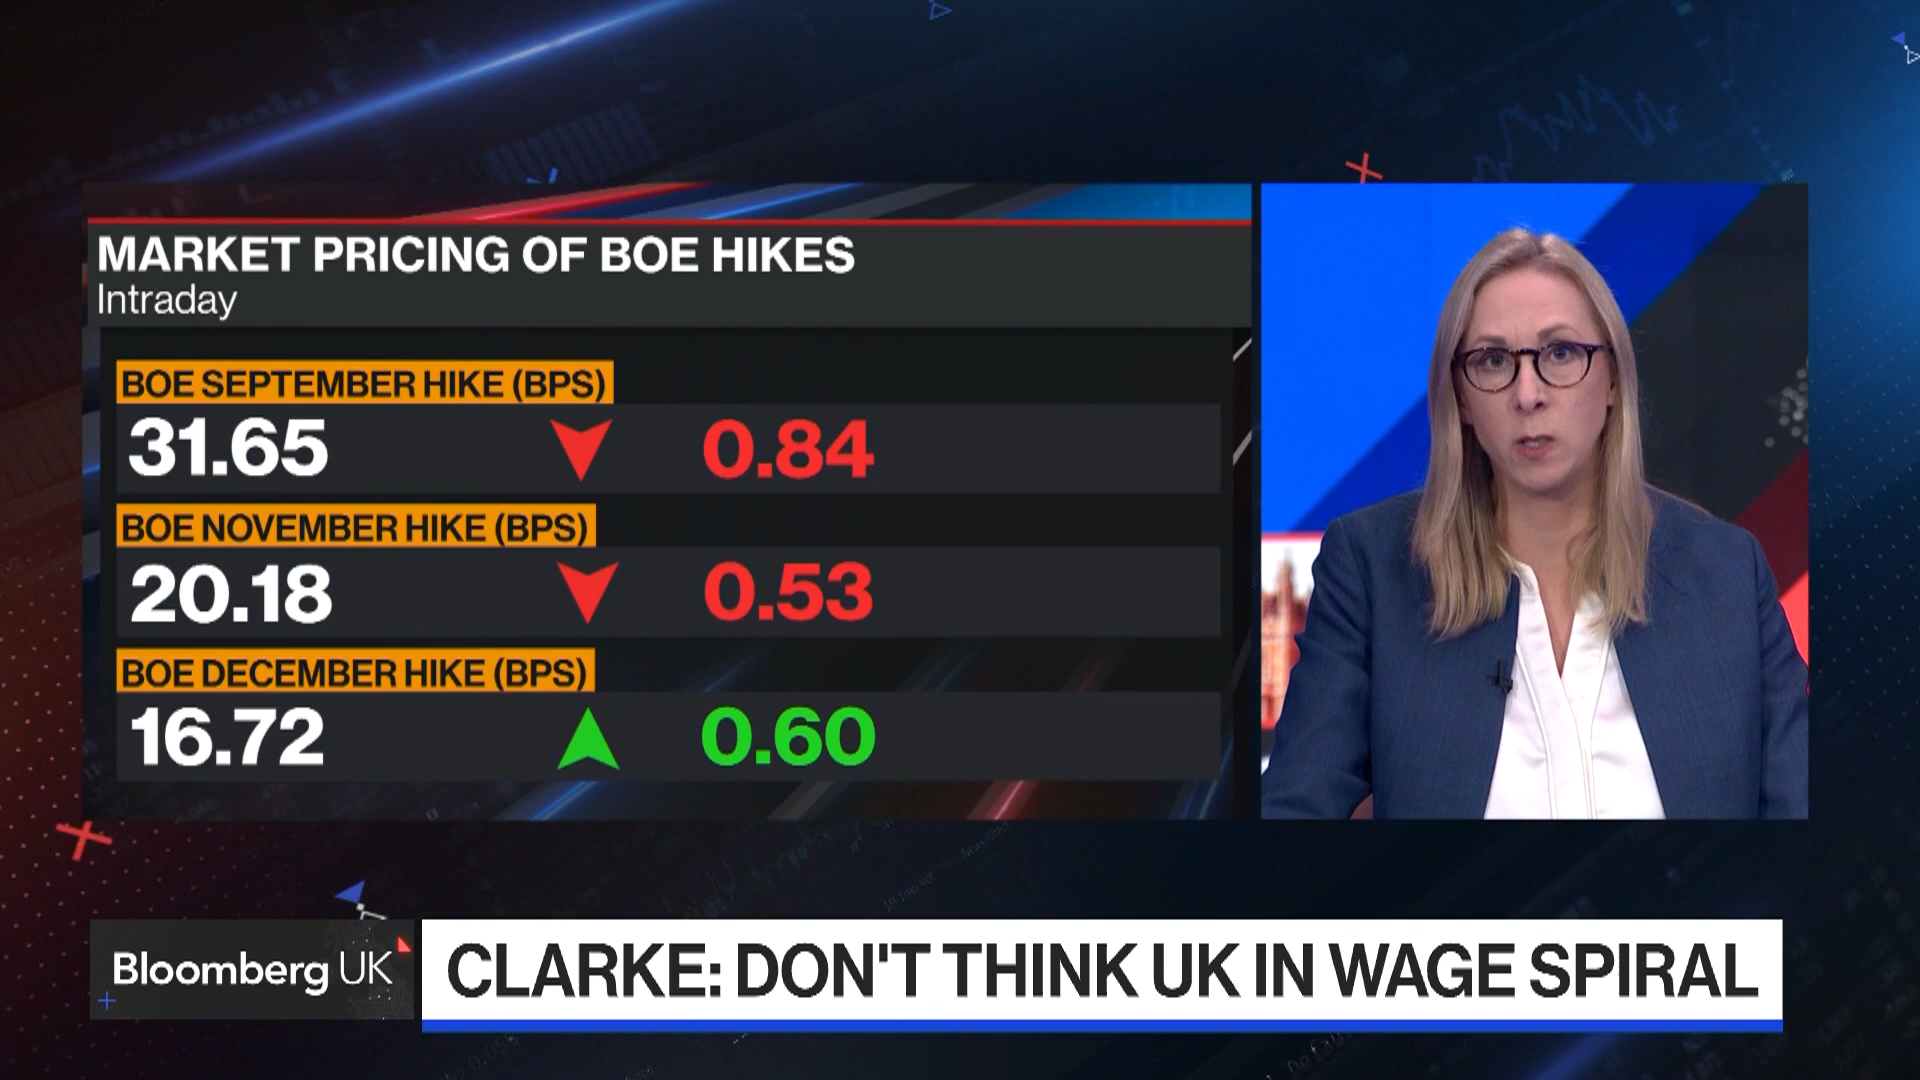 MARKET PRICING OF BOE HIKES
Intraday
BOE SEPTEMBER HIKE (BPS)
31.65 0.84
BOE NOVEMBER HIKE (BPS)
20.18 0.53
BOE DECEMBER HIKE (BPS)
16.72 0.60
Bloomberg UK
CLARKE: DON'T THINK UK IN WAGE SPIRAL